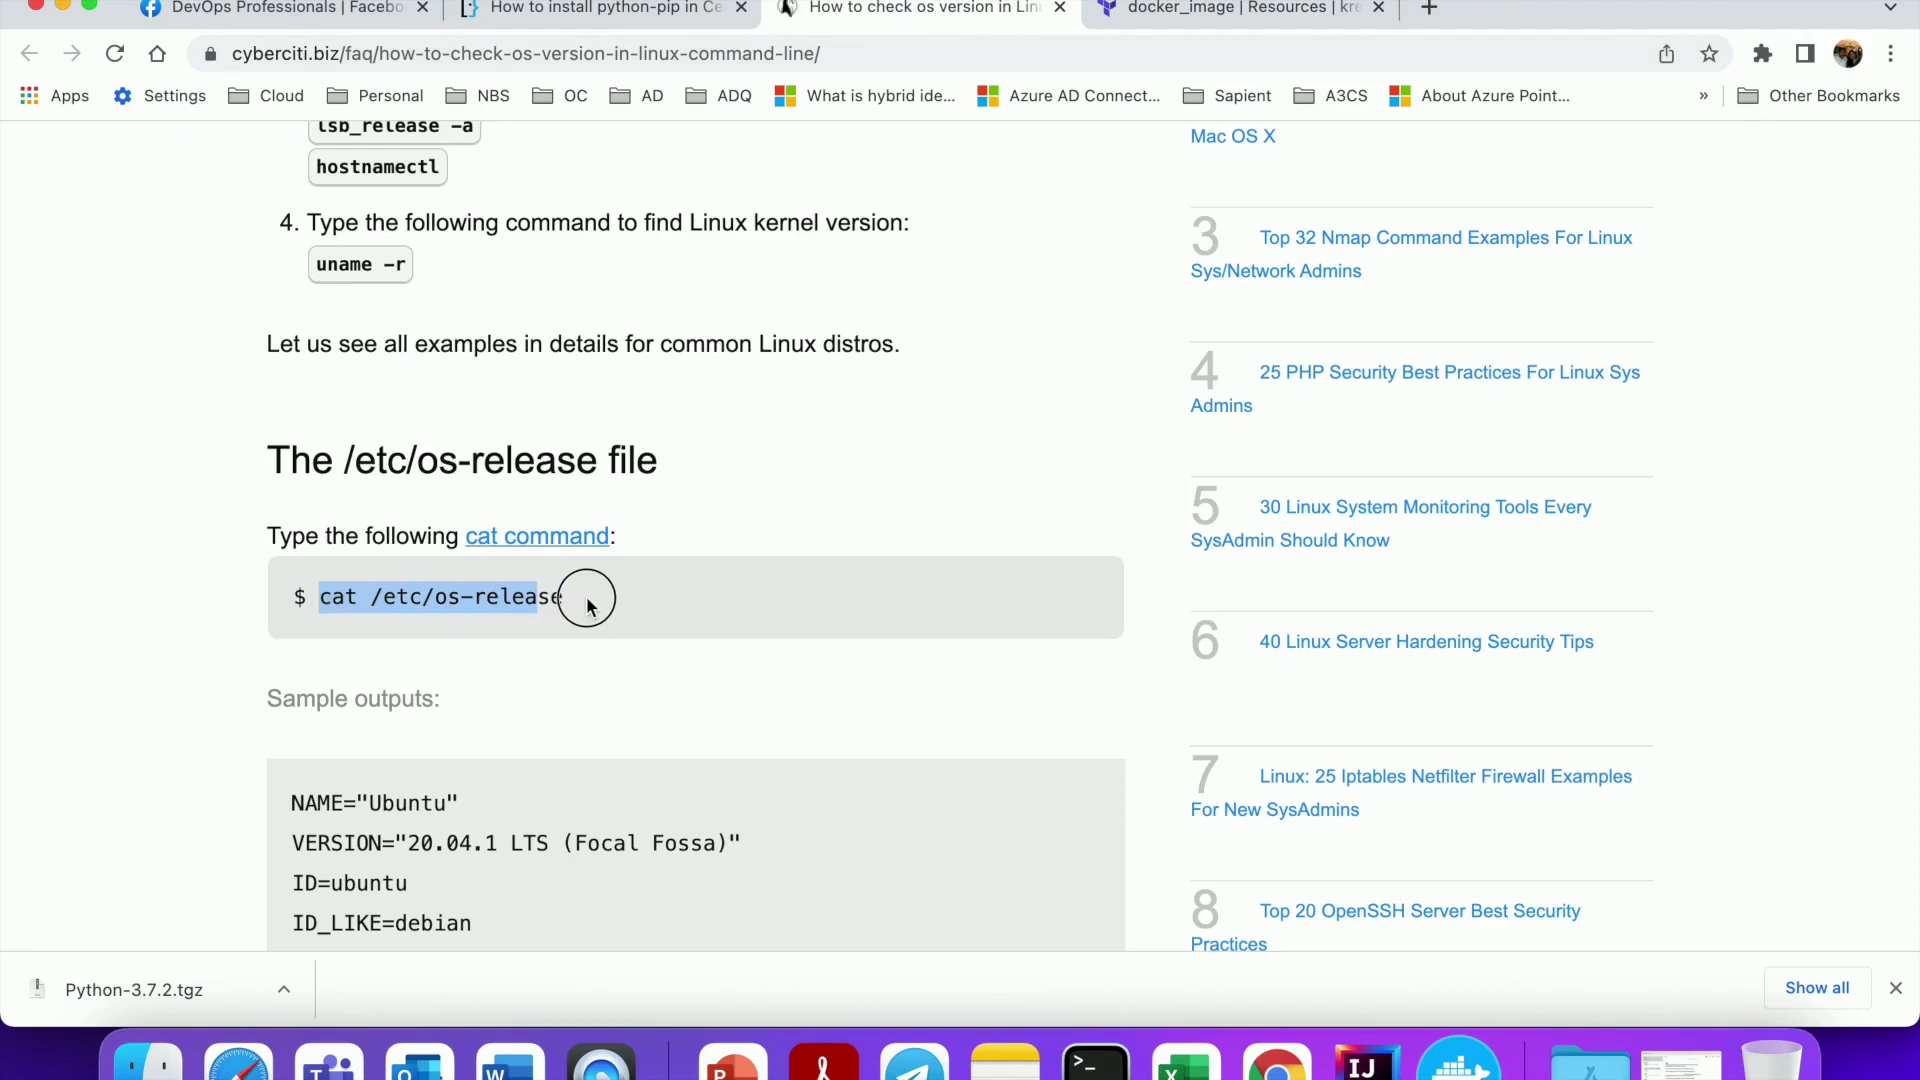 DevOps Professionals | Facebo
How to install python-pip in Ce
How to check os version in Lin
docker_image | Resources | kre
cyberciti.biz/faq/how-to-check-os-version-in-linux-command-line/
Apps
Settings
Cloud
Personal
NBS
OC
AD
ADQ
What is hybrid ide...
Azure AD Connect...
Sapient
A3CS
About Azure Point...
»
Other Bookmarks
lsb_release -a
hostnamectl
4. Type the following command to find Linux kernel version:
uname -r
Let us see all examples in details for common Linux distros.
The /etc/os-release file
Type the following cat command:
$ cat /etc/os-release
Sample outputs:
NAME="Ubuntu"
VERSION="20.04.1 LTS (Focal Fossa)"
ID=ubuntu
ID_LIKE=debian
Mac OS X
3 Top 32 Nmap Command Examples For Linux
Sys/Network Admins
4 25 PHP Security Best Practices For Linux Sys
Admins
5 30 Linux System Monitoring Tools Every
SysAdmin Should Know
6 40 Linux Server Hardening Security Tips
7 Linux: 25 Iptables Netfilter Firewall Examples
For New SysAdmins
8 Top 20 OpenSSH Server Best Security
Practices
Python-3.7.2.tgz
Show all
T
O
W
P
>_
X
IJ